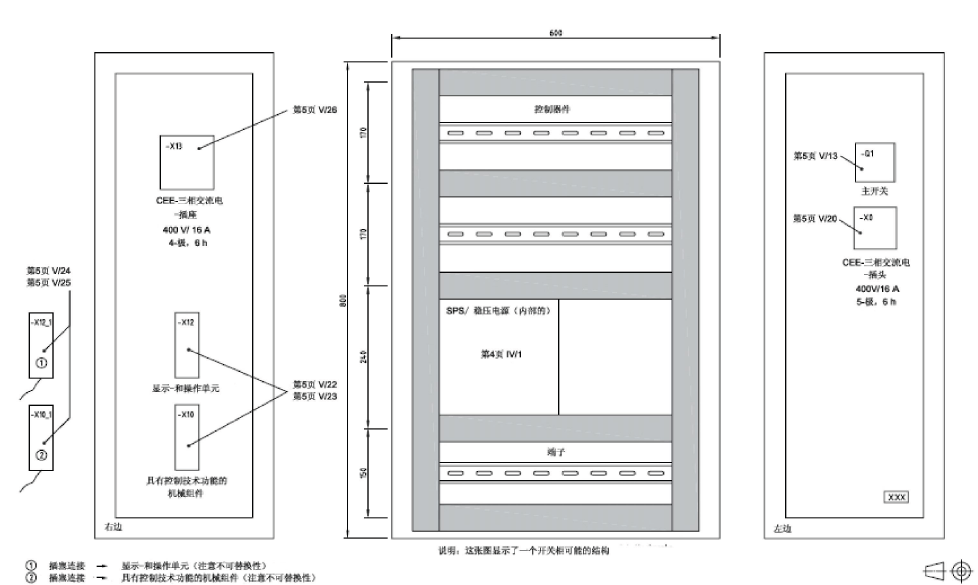 600
第5页 V/26
-X13
CEE-三相交流电
-插座
400 V/ 16 A
4-极，6 h
第5页 V/24
第5页 V/25
-X12_1
①
-X10_1
②
-X12
显示-和操作单元
第5页 V/22
第5页 V/23
-X10
具有控制技术功能的
机械组件
右边
800
170
170
240
150
控制器件
SPS/ 稳压电源（内部的）
第4页 IV/1
端子
说明：这张图显示了一个开关柜可能的结构
第5页 V/13
-Q1
主开关
第5页 V/20
-X0
CEE-三相交流电
-插头
400V/16 A
5-极，6 h
XXX
左边
① 插塞连接 → 显示-和操作单元（注意不可替换性）
② 插塞连接 → 具有控制技术功能的机械组件（注意不可替换性）